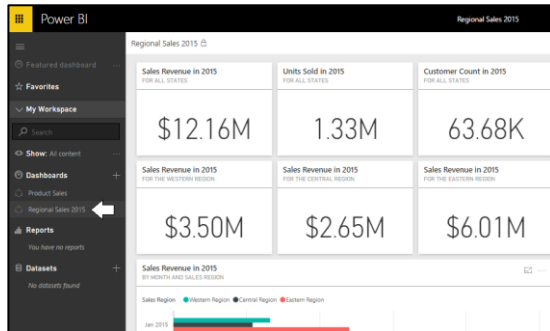 Power BI
Regional Sales 2015
Featured dashboard
Favorites
My Workspace
Search
Show: All content
Dashboards
Product Sales
Regional Sales 2015
Reports
You have no reports
Datasets
No datasets found
Regional Sales 2015
Sales Revenue in 2015
FOR ALL STATES
$12.16M
Units Sold in 2015
FOR ALL STATES
1.33M
Customer Count in 2015
FOR ALL STATES
63.68K
Sales Revenue in 2015
FOR THE WESTERN REGION
$3.50M
Sales Revenue in 2015
FOR THE CENTRAL REGION
$2.65M
Sales Revenue in 2015
FOR THE EASTERN REGION
$6.01M
Sales Revenue in 2015
BY MONTH AND SALES REGION
Sales Region Western Region Central Region Eastern Region
Jan 2015